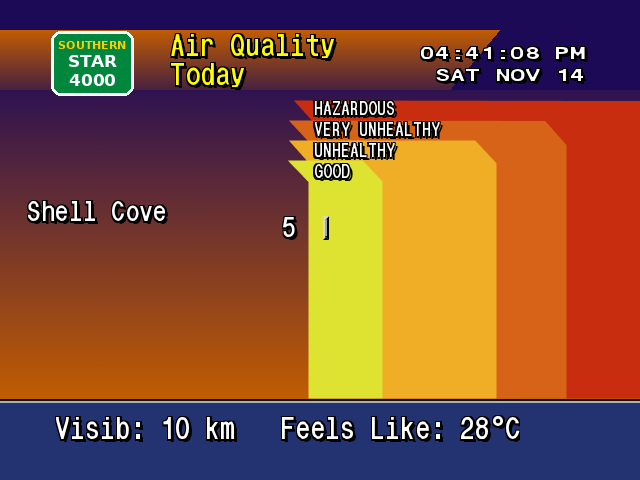 SOUTHERN
STAR
4000
Air Quality
Today
04:41:08 PM
SAT NOV 14
HAZARDOUS
VERY UNHEALTHY
UNHEALTHY
GOOD
Shell Cove
5
Visib: 10 km Feels Like: 28°C